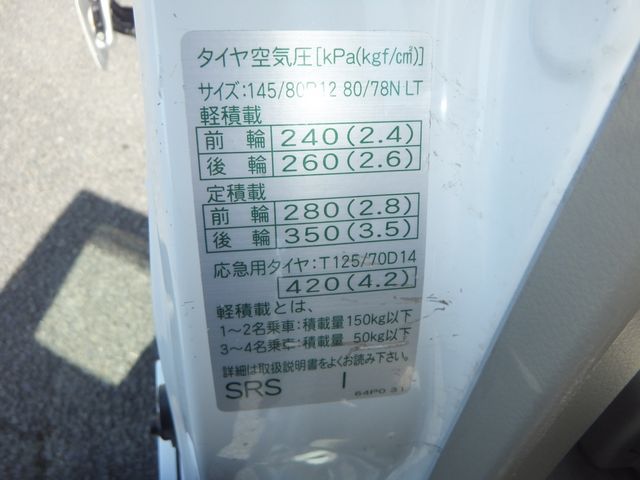 タイヤ空気圧[kPa(kgf/c㎡)]
サイズ:145/80R12 80/78N LT
軽積載
前輪 240(2.4)
後輪 260(2.6)
定積載
前輪 280(2.8)
後輪 350(3.5)
応急用タイヤ:T125/70D14
420(4.2)
軽積載とは、
1~2名乗車:積載量150kg以下
3~4名乗車:積載量 50kg以下
詳細は取扱説明書をよくお読み下さい。
SRS I 64P0 31